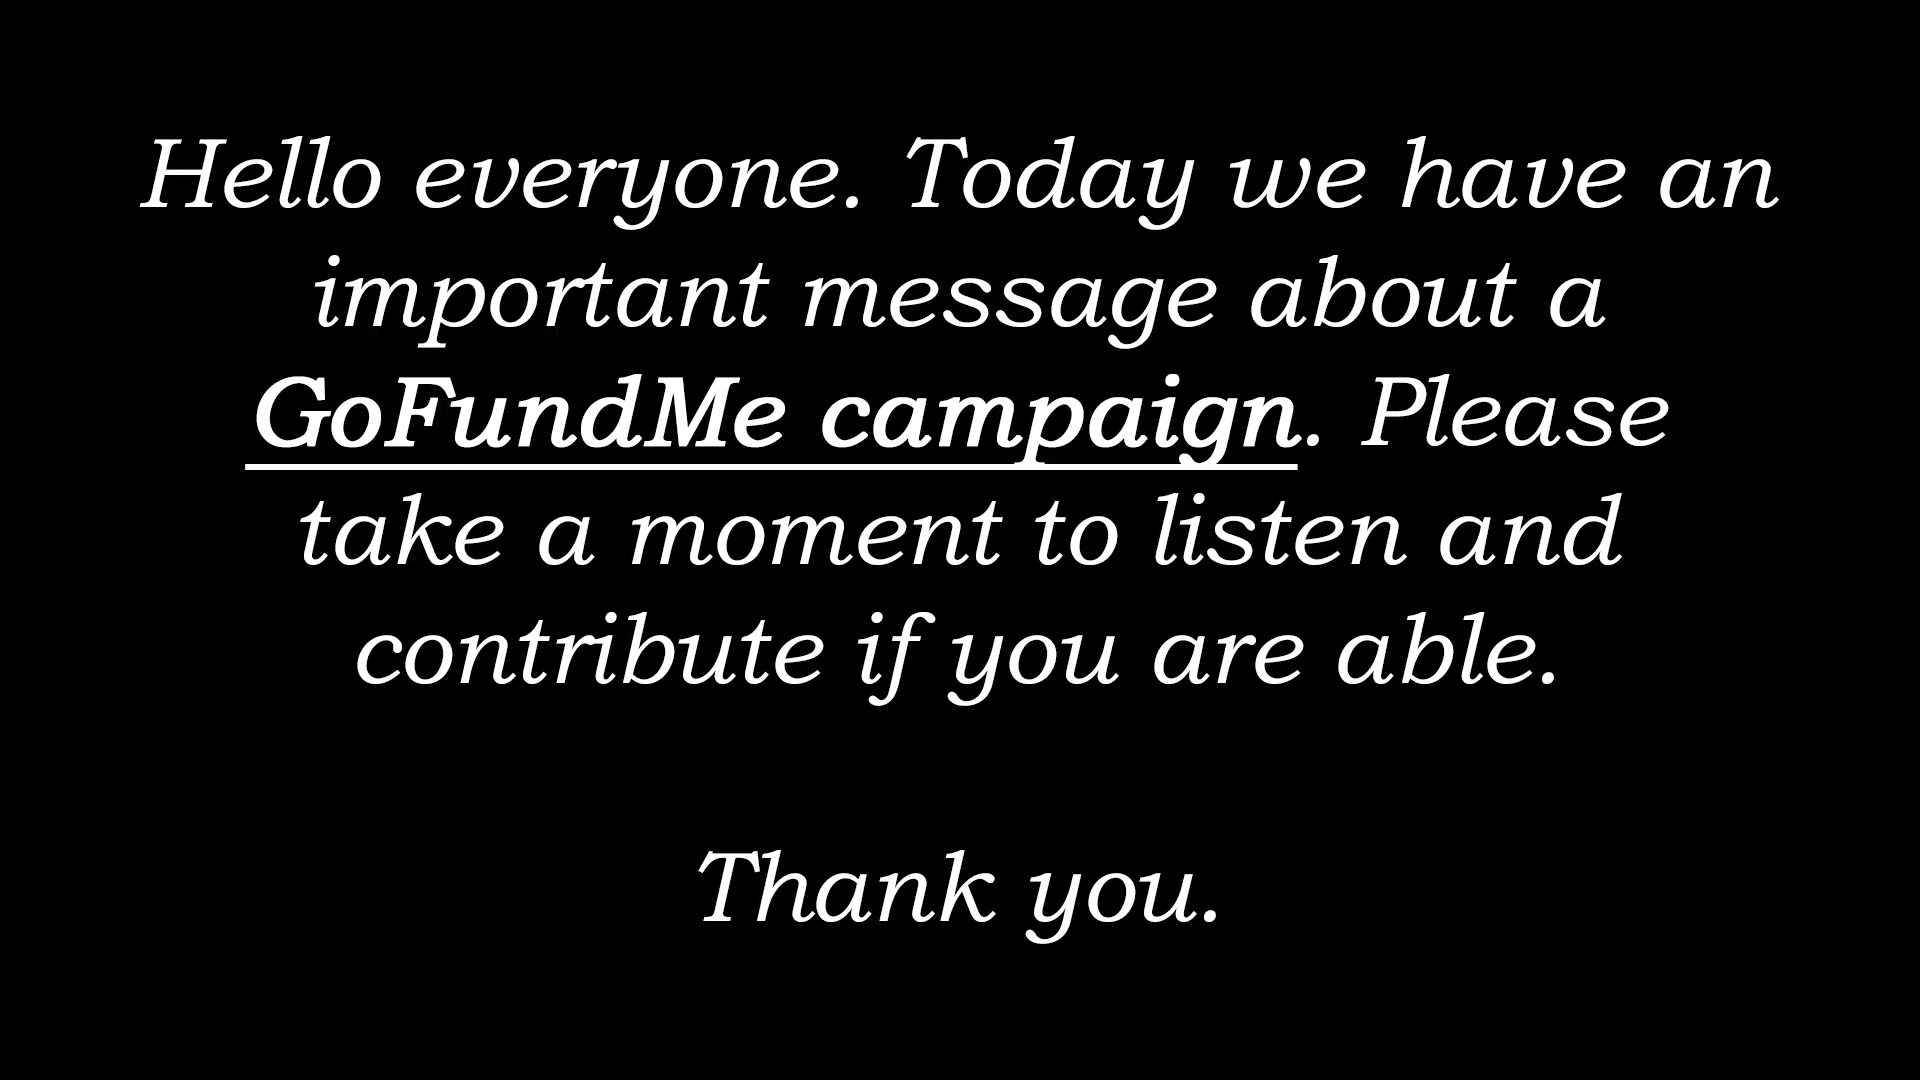 Hello everyone. Today we have an
important message about a
GoFundMe campaign. Please
take a moment to listen and
contribute if you are able.
Thank you.